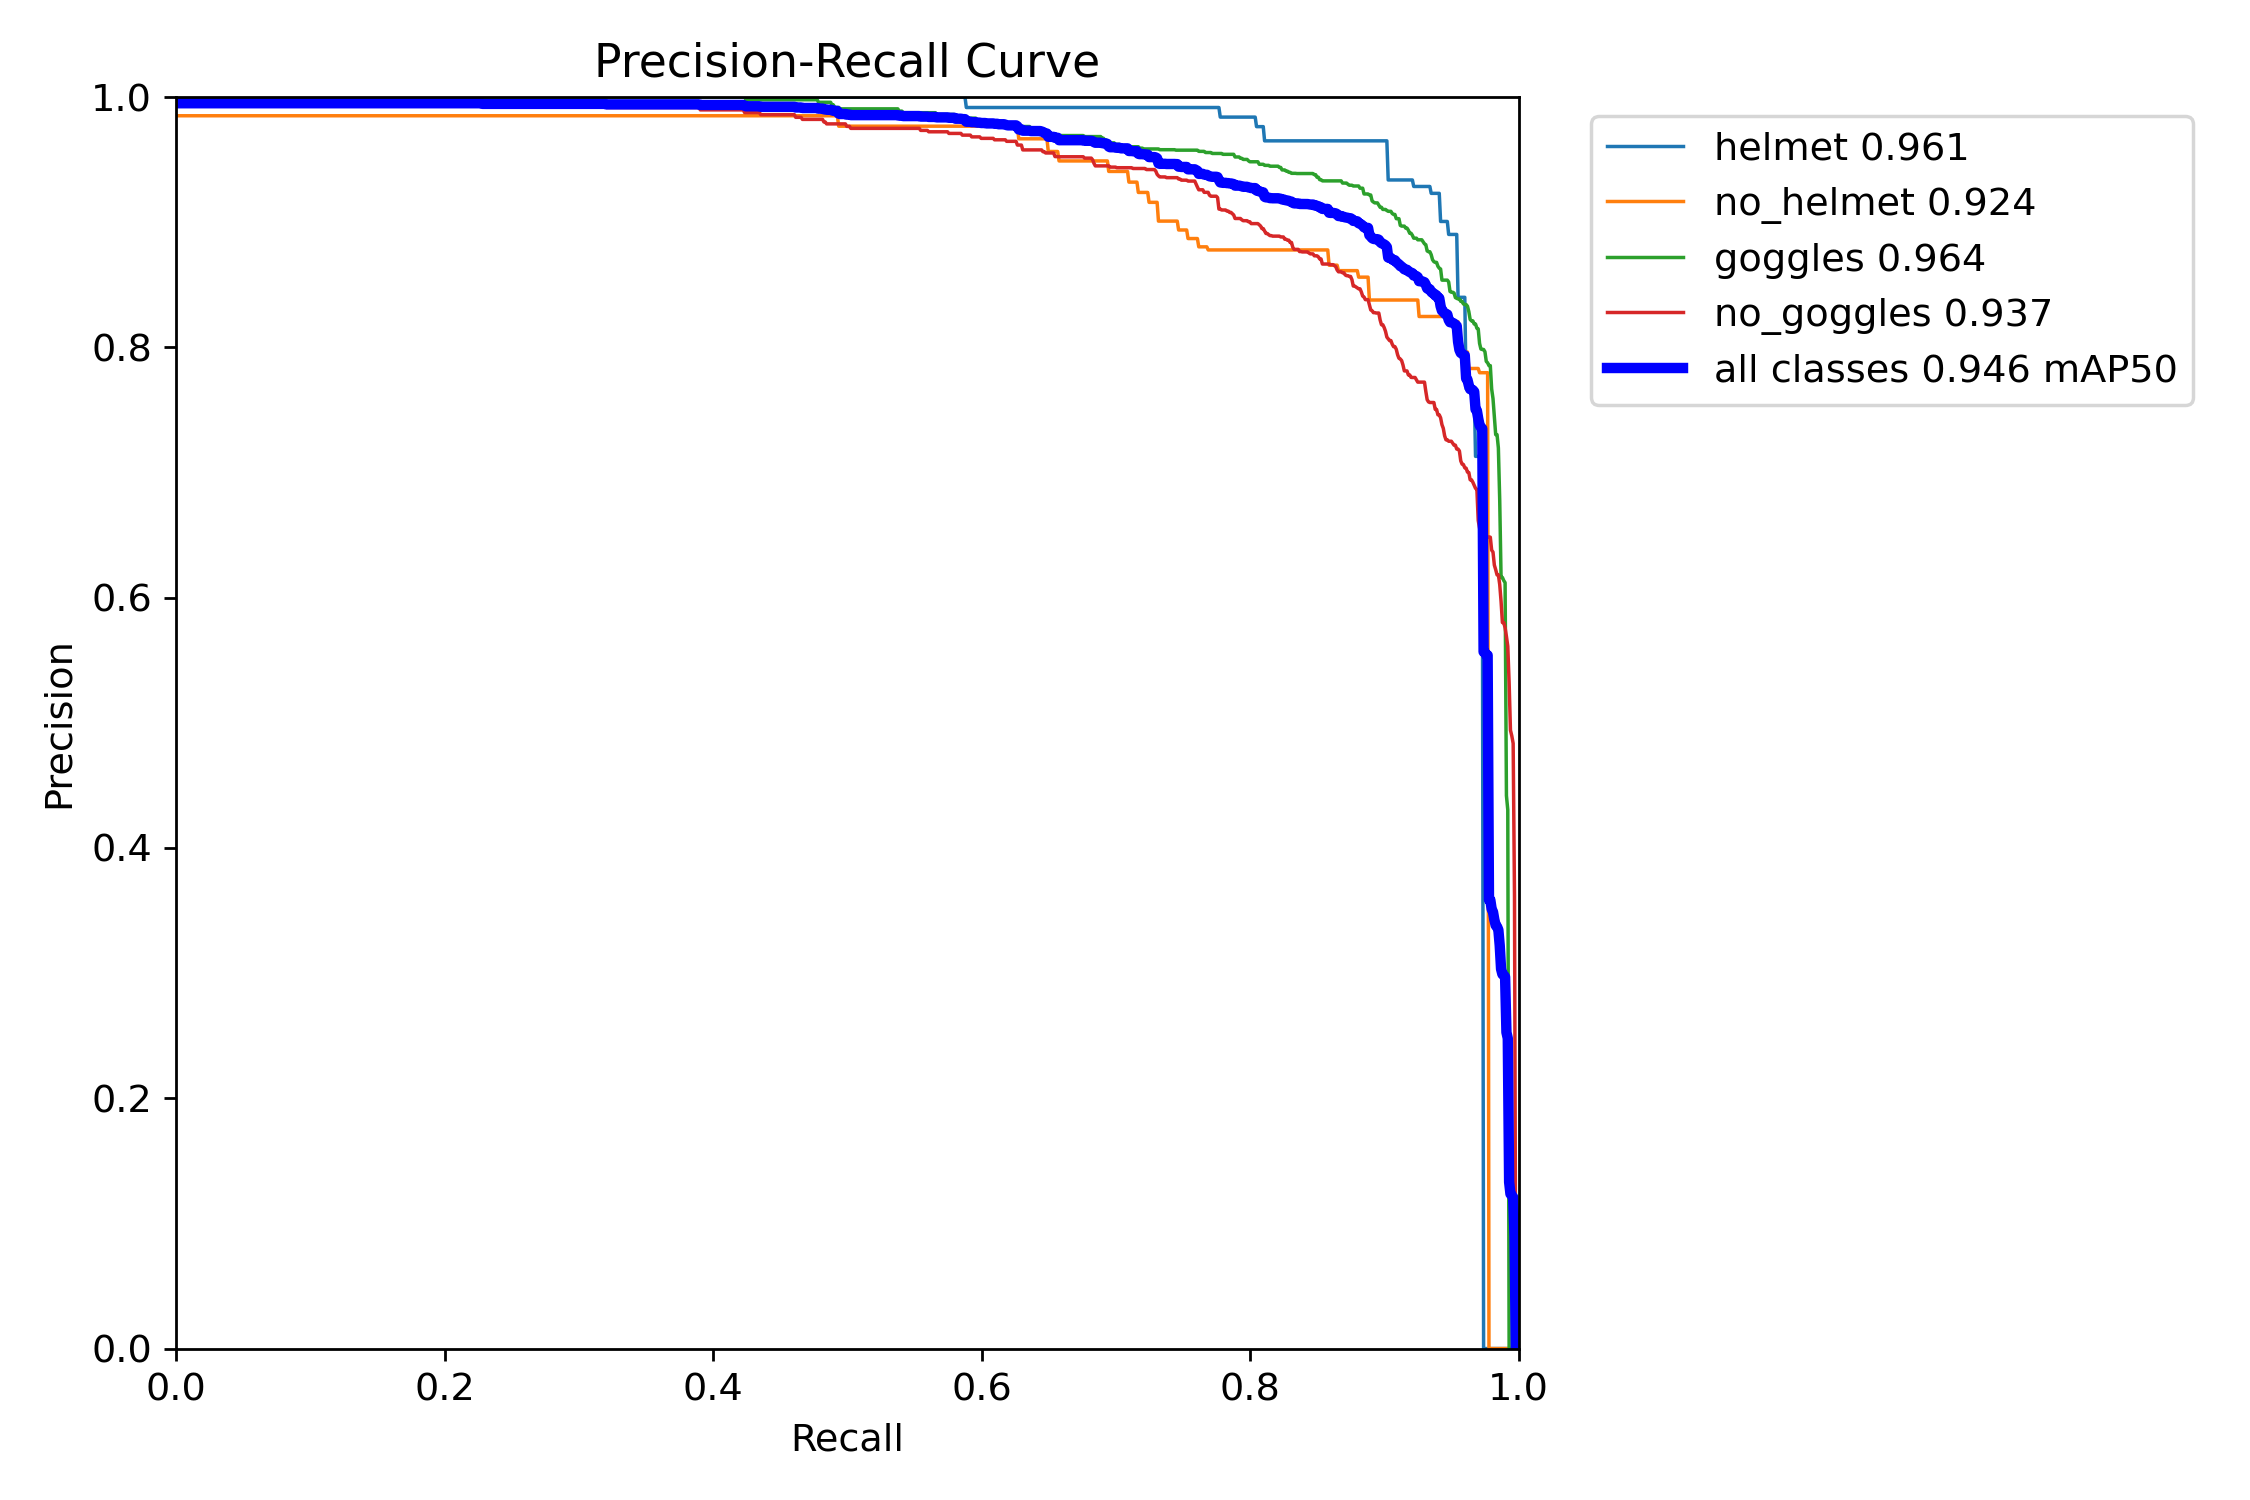 Precision-Recall Curve
1.0
0.8
0.6
0.4
0.2
0.0
Precision
0.0 0.2 0.4 0.6 0.8 1.0
Recall
helmet 0.961
no_helmet 0.924
goggles 0.964
no_goggles 0.937
all classes 0.946 mAP50